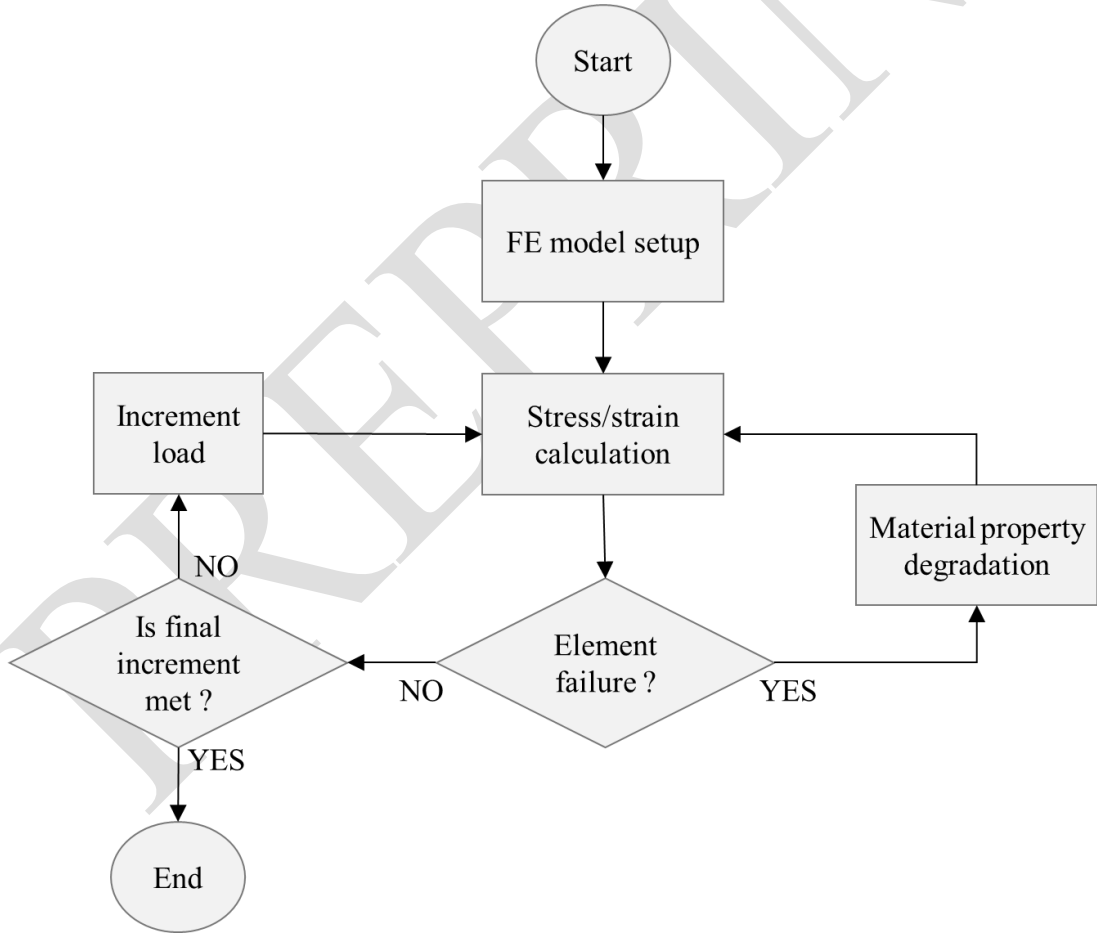 Start
FE model setup
Increment
load
Stress/strain
calculation
Material property
degradation
NO
Is final
increment
met ?
Element
failure ?
NO
YES
YES
End
PREPRIN